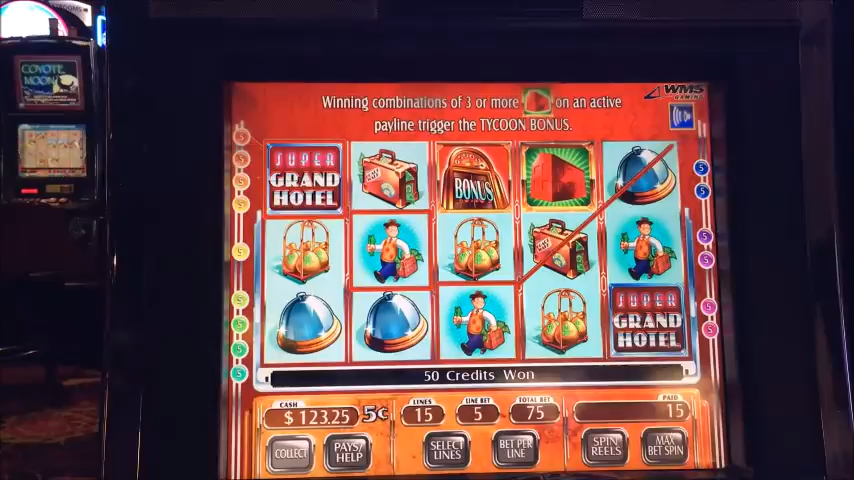 COYOTE
MOON
WMS
GAMING
Winning combinations of 3 or more on an active
payline trigger the TYCOON BONUS.
SUPER
GRAND
HOTEL
BONUS
SUPER
GRAND
HOTEL
50 Credits Won
CASH
$123.25
5¢
LINES
15
LINE BET
5
TOTAL BET
75
PAID
15
COLLECT
PAYS/
HELP
SELECT
LINES
BET PER
LINE
SPIN
REELS
MAX
BET SPIN